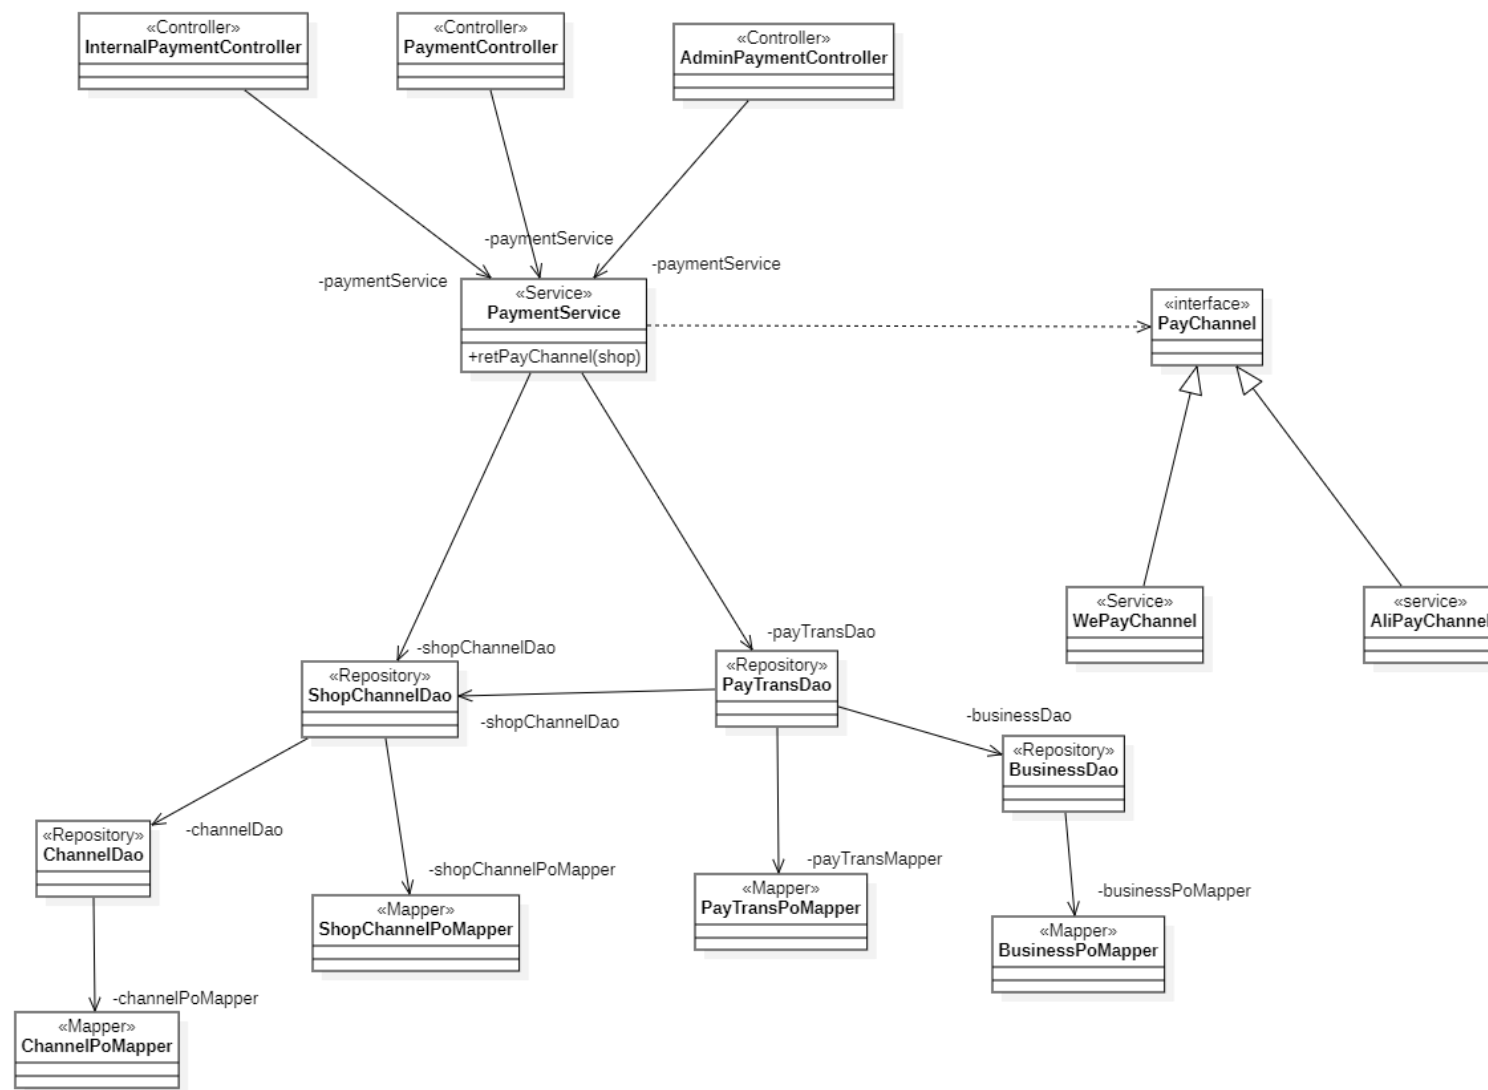 «Controller»
InternalPaymentController
«Controller»
PaymentController
«Controller»
AdminPaymentController
-paymentService
-paymentService
-paymentService
«Service»
PaymentService
+retPayChannel(shop)
«interface»
PayChannel
«Service»
WePayChannel
«service»
AliPayChannel
-shopChannelDao
-payTransDao
«Repository»
ShopChannelDao
«Repository»
PayTransDao
-shopChannelDao
-businessDao
«Repository»
BusinessDao
«Repository»
ChannelDao
-channelDao
-shopChannelPoMapper
-payTransMapper
-businessPoMapper
«Mapper»
ShopChannelPoMapper
«Mapper»
PayTransPoMapper
«Mapper»
BusinessPoMapper
-channelPoMapper
«Mapper»
ChannelPoMapper